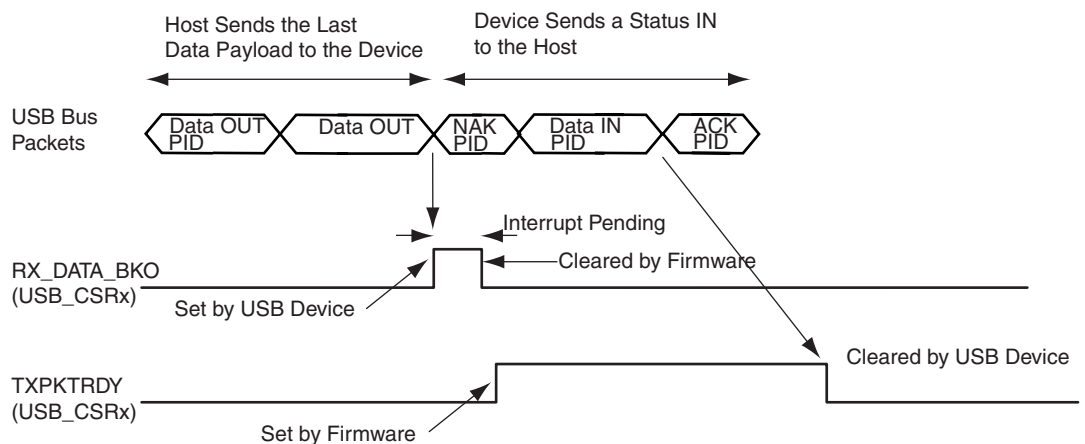 Host Sends the Last
Data Payload to the Device
Device Sends a Status IN
to the Host
USB Bus
Packets
Data OUT
PID
Data OUT
NAK
PID
Data IN
PID
ACK
PID
Interrupt Pending
RX_DATA_BKO
(USB_CSRx)
Cleared by Firmware
Set by USB Device
Cleared by USB Device
TXPKTRDY
(USB_CSRx)
Set by Firmware